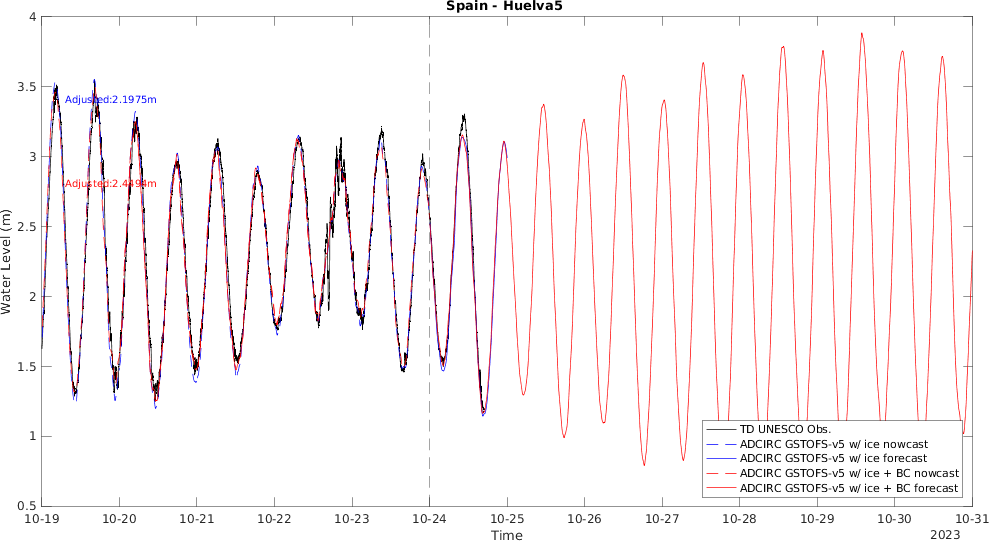 Spain - Huelva5
4
3.5
3
2.5
2
1.5
1
0.5
Water Level (m)
Adjusted:2.1975m
Adjusted:2.4494m
TD UNESCO Obs.
ADCIRC GSTOFS-v5 w/ ice nowcast
ADCIRC GSTOFS-v5 w/ ice forecast
ADCIRC GSTOFS-v5 w/ ice + BC nowcast
ADCIRC GSTOFS-v5 w/ ice + BC forecast
10-19 10-20 10-21 10-22 10-23 10-24 10-25 10-26 10-27 10-28 10-29 10-30 10-31
Time
2023